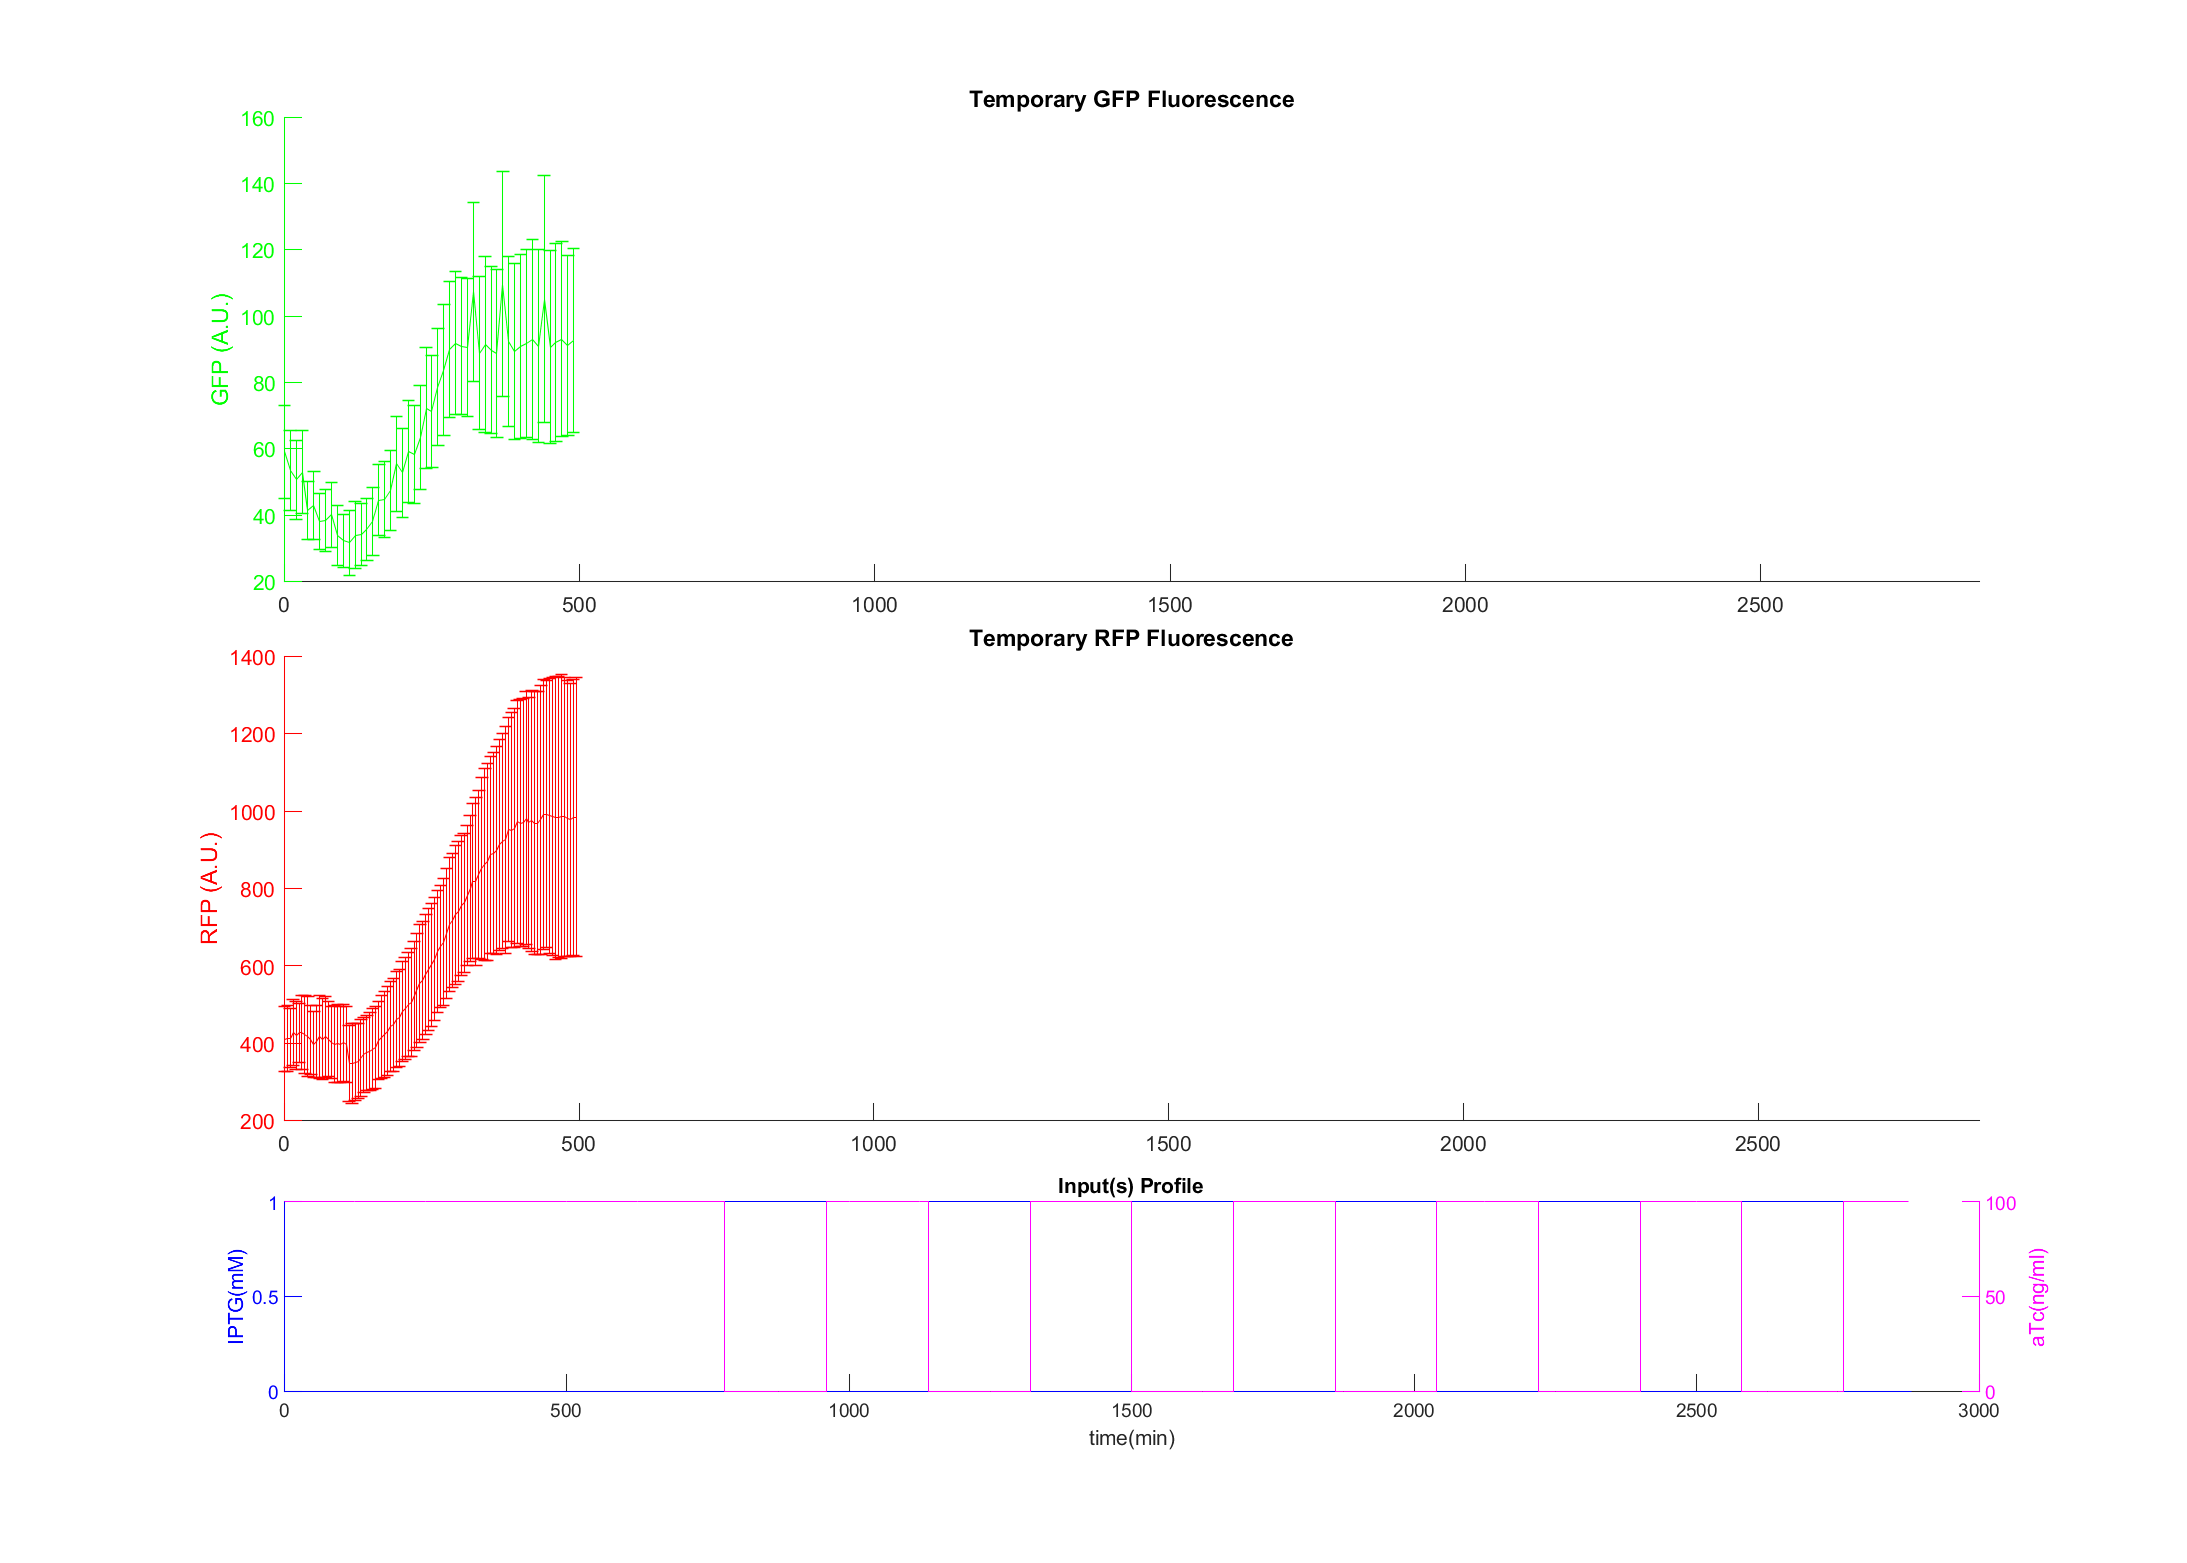 Temporary GFP Fluorescence
160
140
120
100
80
60
40
20
GFP (A.U.)
0 500 1000 1500 2000 2500
Temporary RFP Fluorescence
1400
1200
1000
800
600
400
200
RFP (A.U.)
0 500 1000 1500 2000 2500
Input(s) Profile
1
0.5
0
IPTG(mM)
100
50
0
aTc(ng/ml)
0 500 1000 1500 2000 2500 3000
time(min)